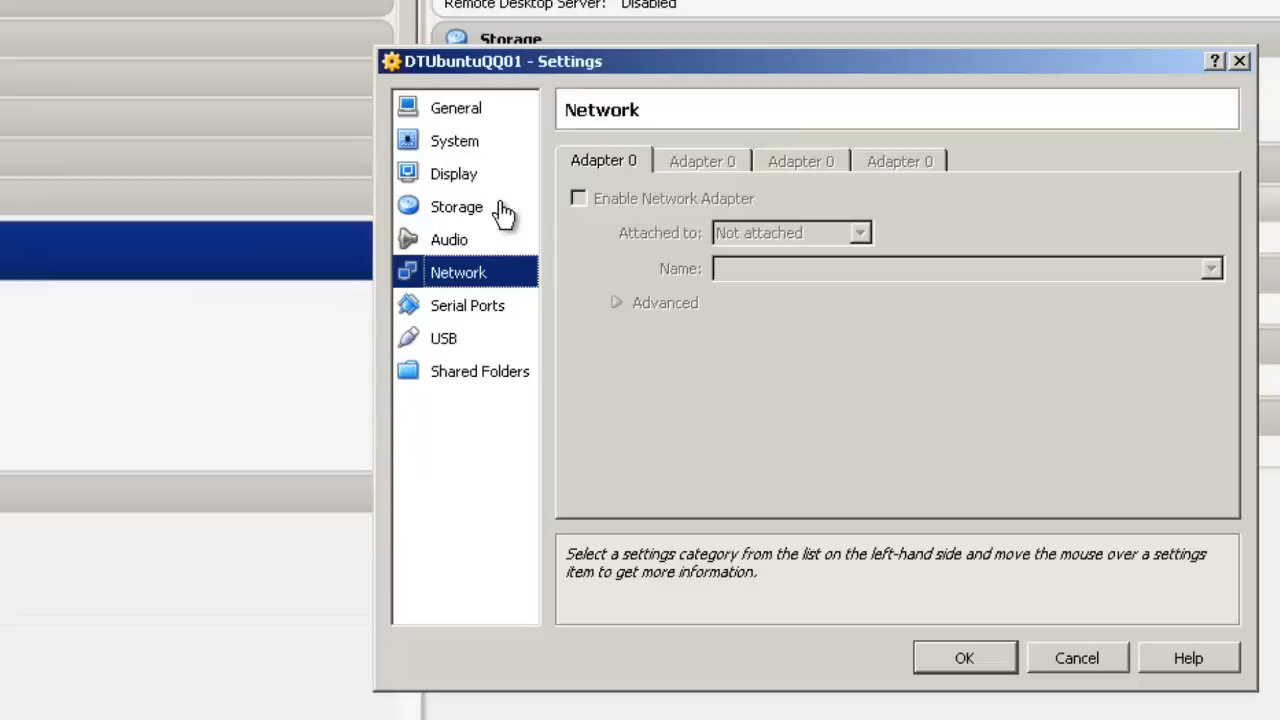 Remote Desktop Server: Disabled
Storage
DTUbuntuQQ01 - Settings
General
System
Display
Storage
Audio
Network
Serial Ports
USB
Shared Folders
Network
Adapter 0 Adapter 0 Adapter 0 Adapter 0
Enable Network Adapter
Attached to: Not attached
Name:
Advanced
Select a settings category from the list on the left-hand side and move the mouse over a settings
item to get more information.
OK Cancel Help